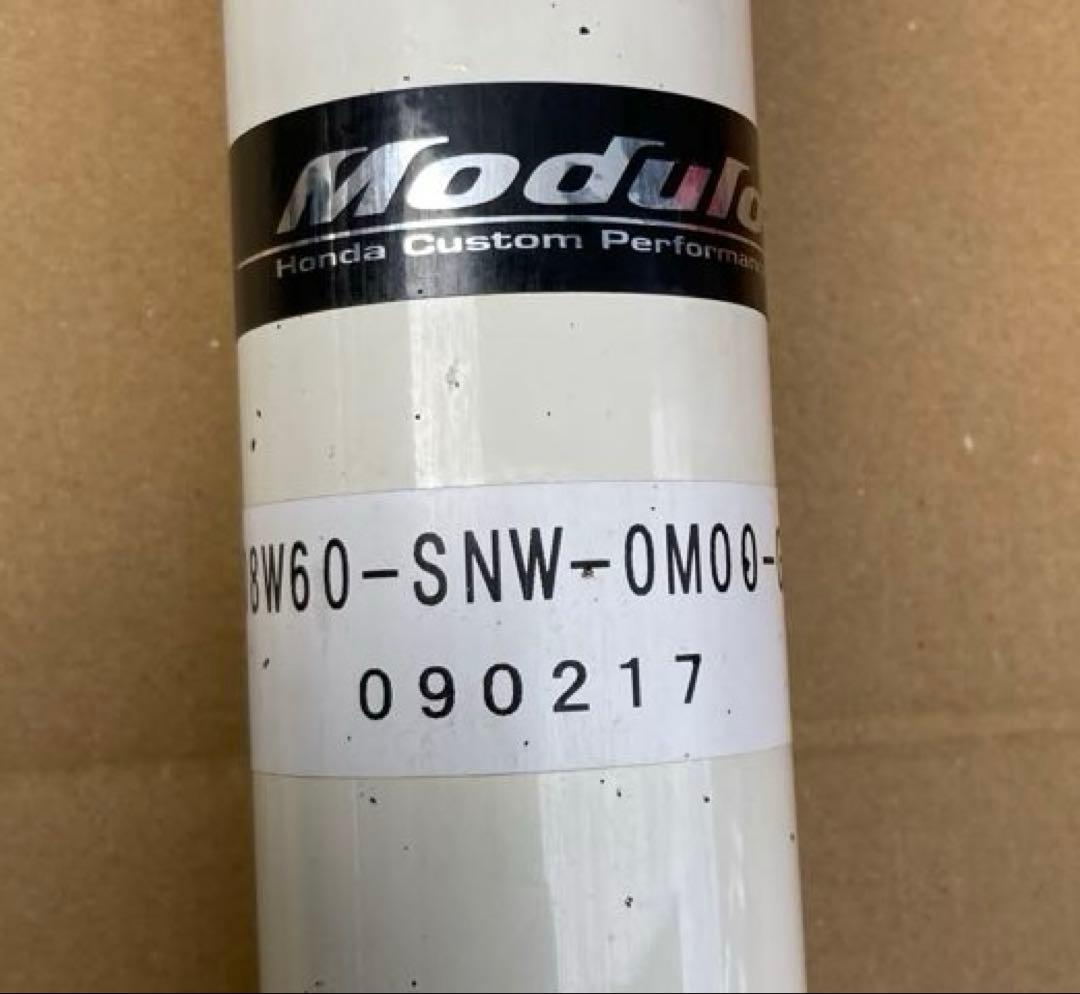 Modulo
Honda Custom Performance
8W60-SNW-0M00-
090217